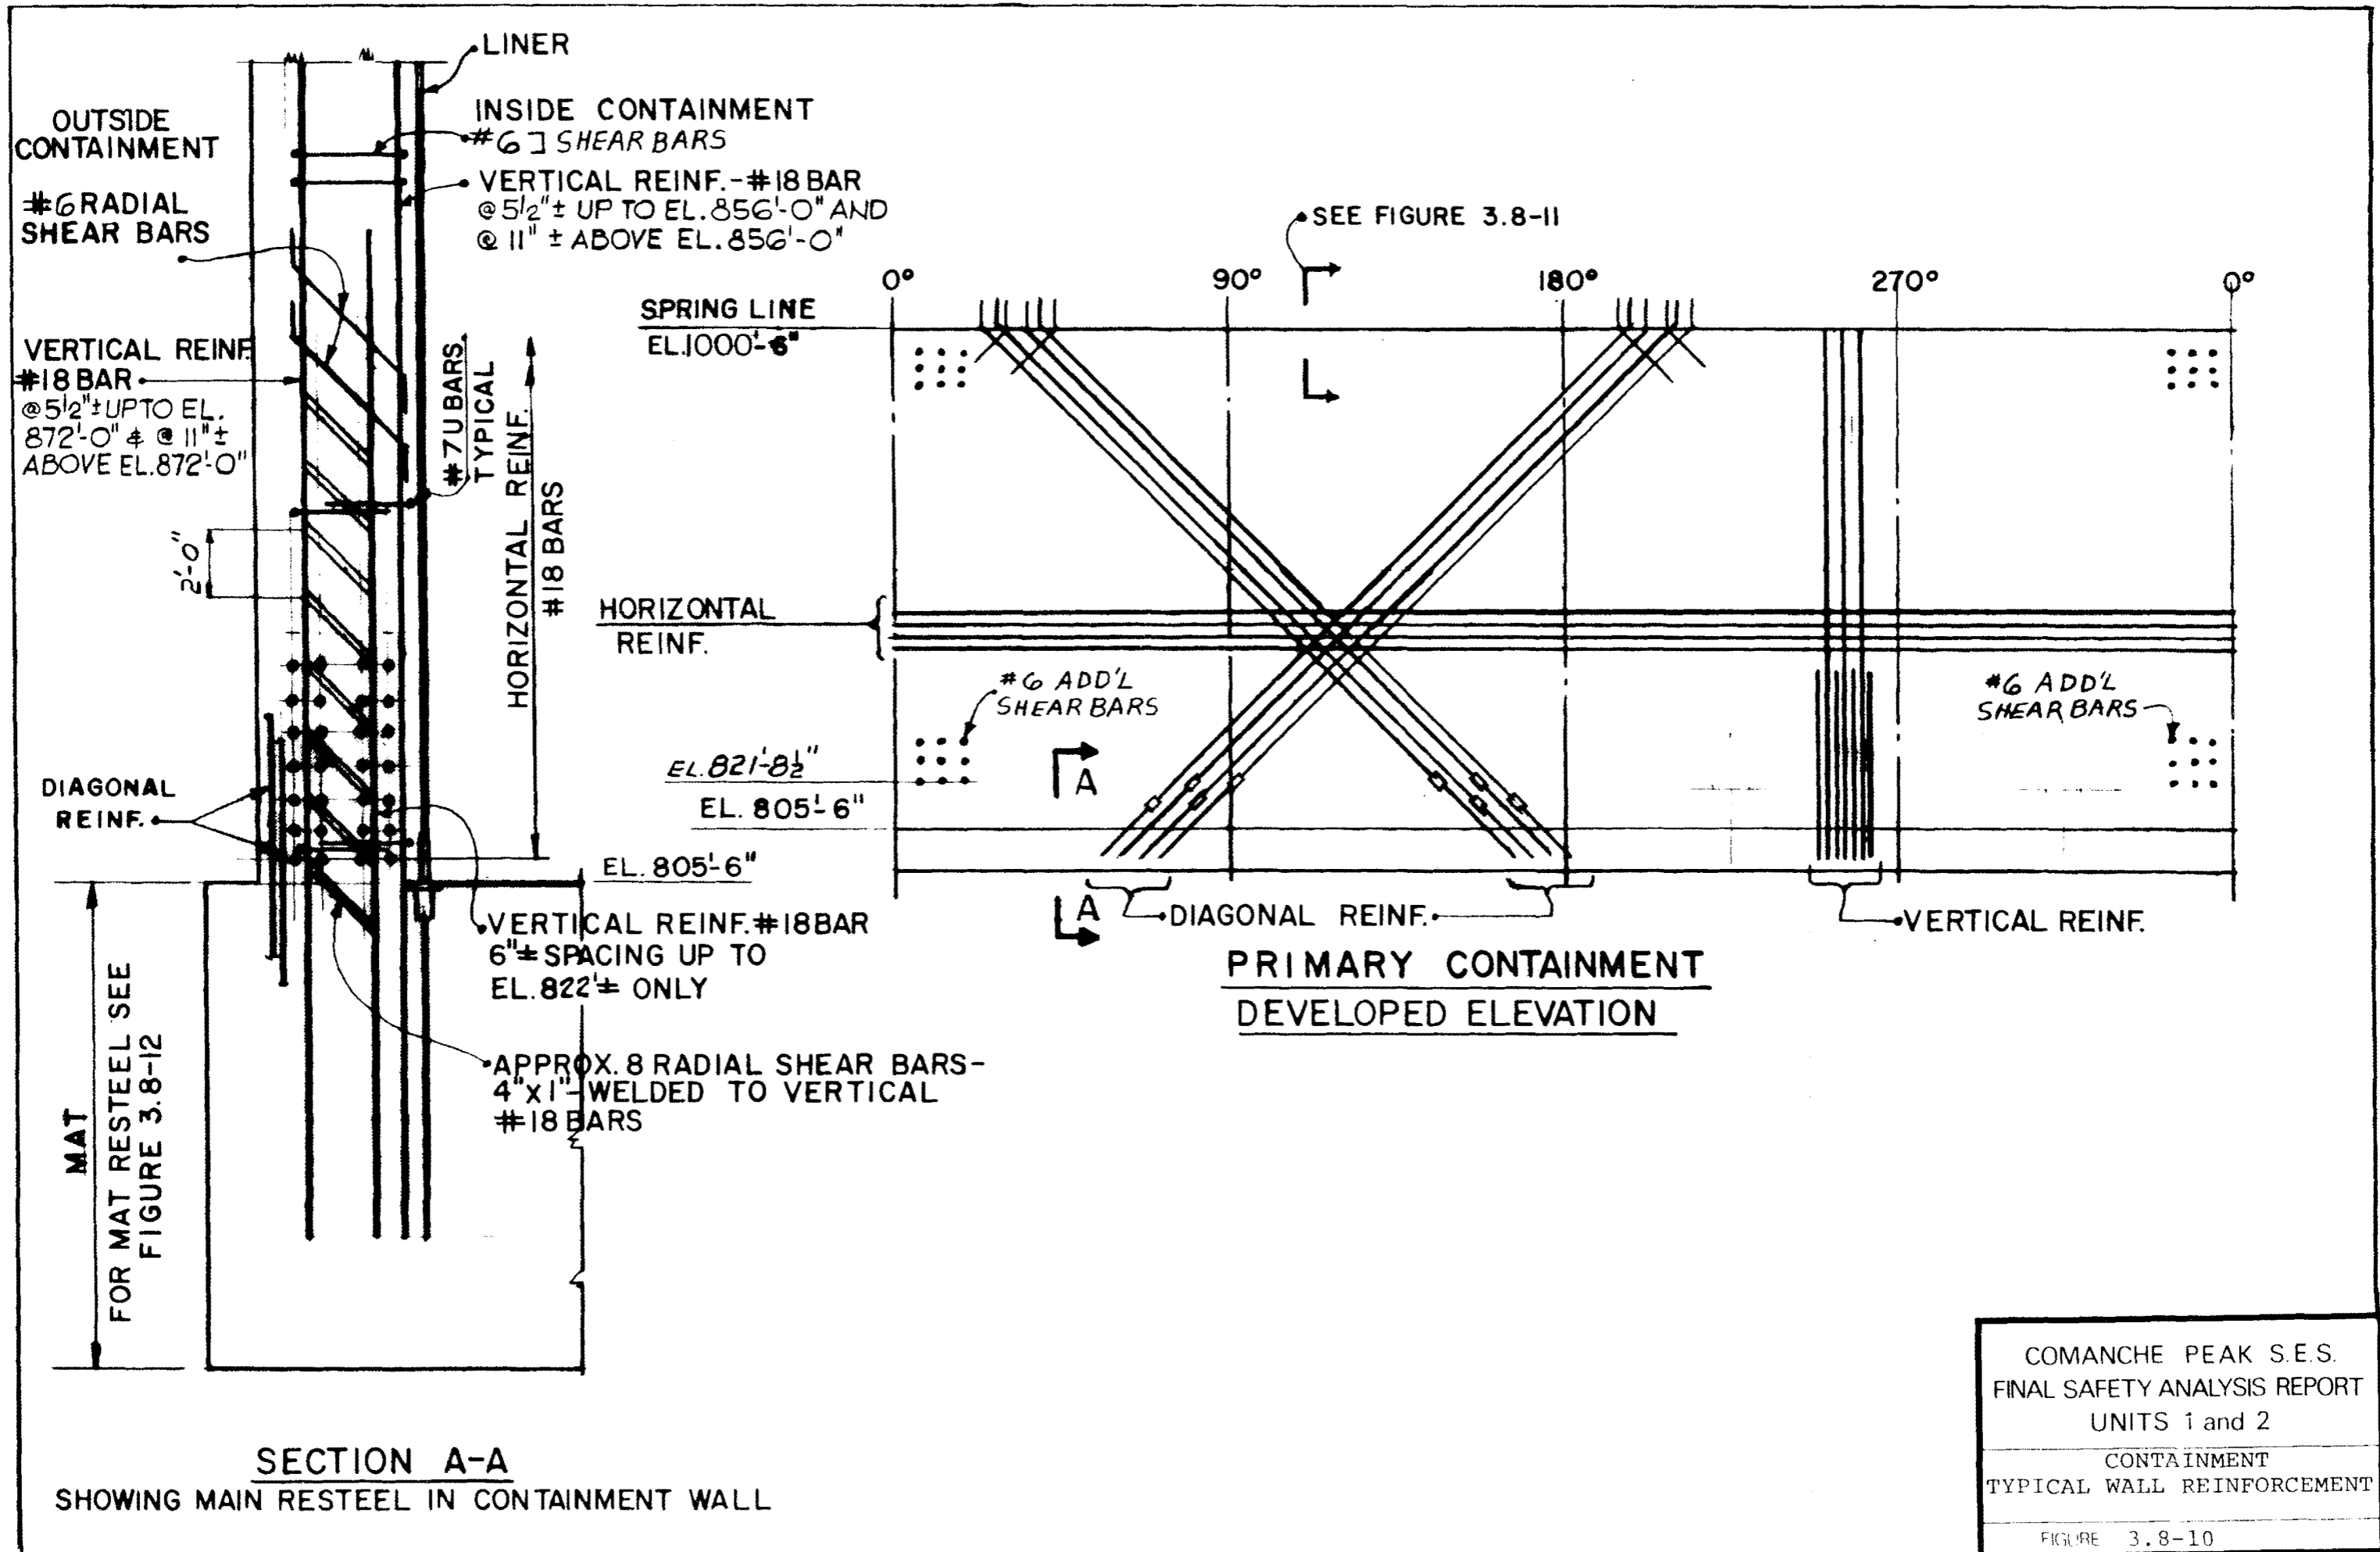 LINER
OUTSIDE
CONTAINMENT
INSIDE CONTAINMENT
#6 ⊐ SHEAR BARS
#6 RADIAL
SHEAR BARS
VERTICAL REINF.-#18 BAR
@ 5½"± UP TO EL. 856'-0" AND
@ 11" ± ABOVE EL. 856'-0"
VERTICAL REINF.
#18 BAR
@ 5½"± UP TO EL.
872'-0" & @ 11"±
ABOVE EL. 872'-0"
#7 U BARS
TYPICAL
HORIZONTAL REINF.
#18 BARS
2'-0"
DIAGONAL
REINF.
EL. 805'-6"
VERTICAL REINF. #18 BAR
6"± SPACING UP TO
EL. 822'± ONLY
APPROX. 8 RADIAL SHEAR BARS-
4"X1"-WELDED TO VERTICAL
#18 BARS
MAT
FOR MAT RESTEEL SEE
FIGURE 3.8-12
SECTION A-A
SHOWING MAIN RESTEEL IN CONTAINMENT WALL
SEE FIGURE 3.8-11
0° 90° 180° 270° 0°
SPRING LINE
EL. 1000'-6"
HORIZONTAL
REINF.
#6 ADD'L
SHEAR BARS
#6 ADD'L
SHEAR BARS
EL. 821'-8½"
EL. 805'-6"
A
A
DIAGONAL REINF.
VERTICAL REINF.
PRIMARY CONTAINMENT
DEVELOPED ELEVATION
COMANCHE PEAK S.E.S.
FINAL SAFETY ANALYSIS REPORT
UNITS 1 and 2
CONTAINMENT
TYPICAL WALL REINFORCEMENT
FIGURE 3.8-10